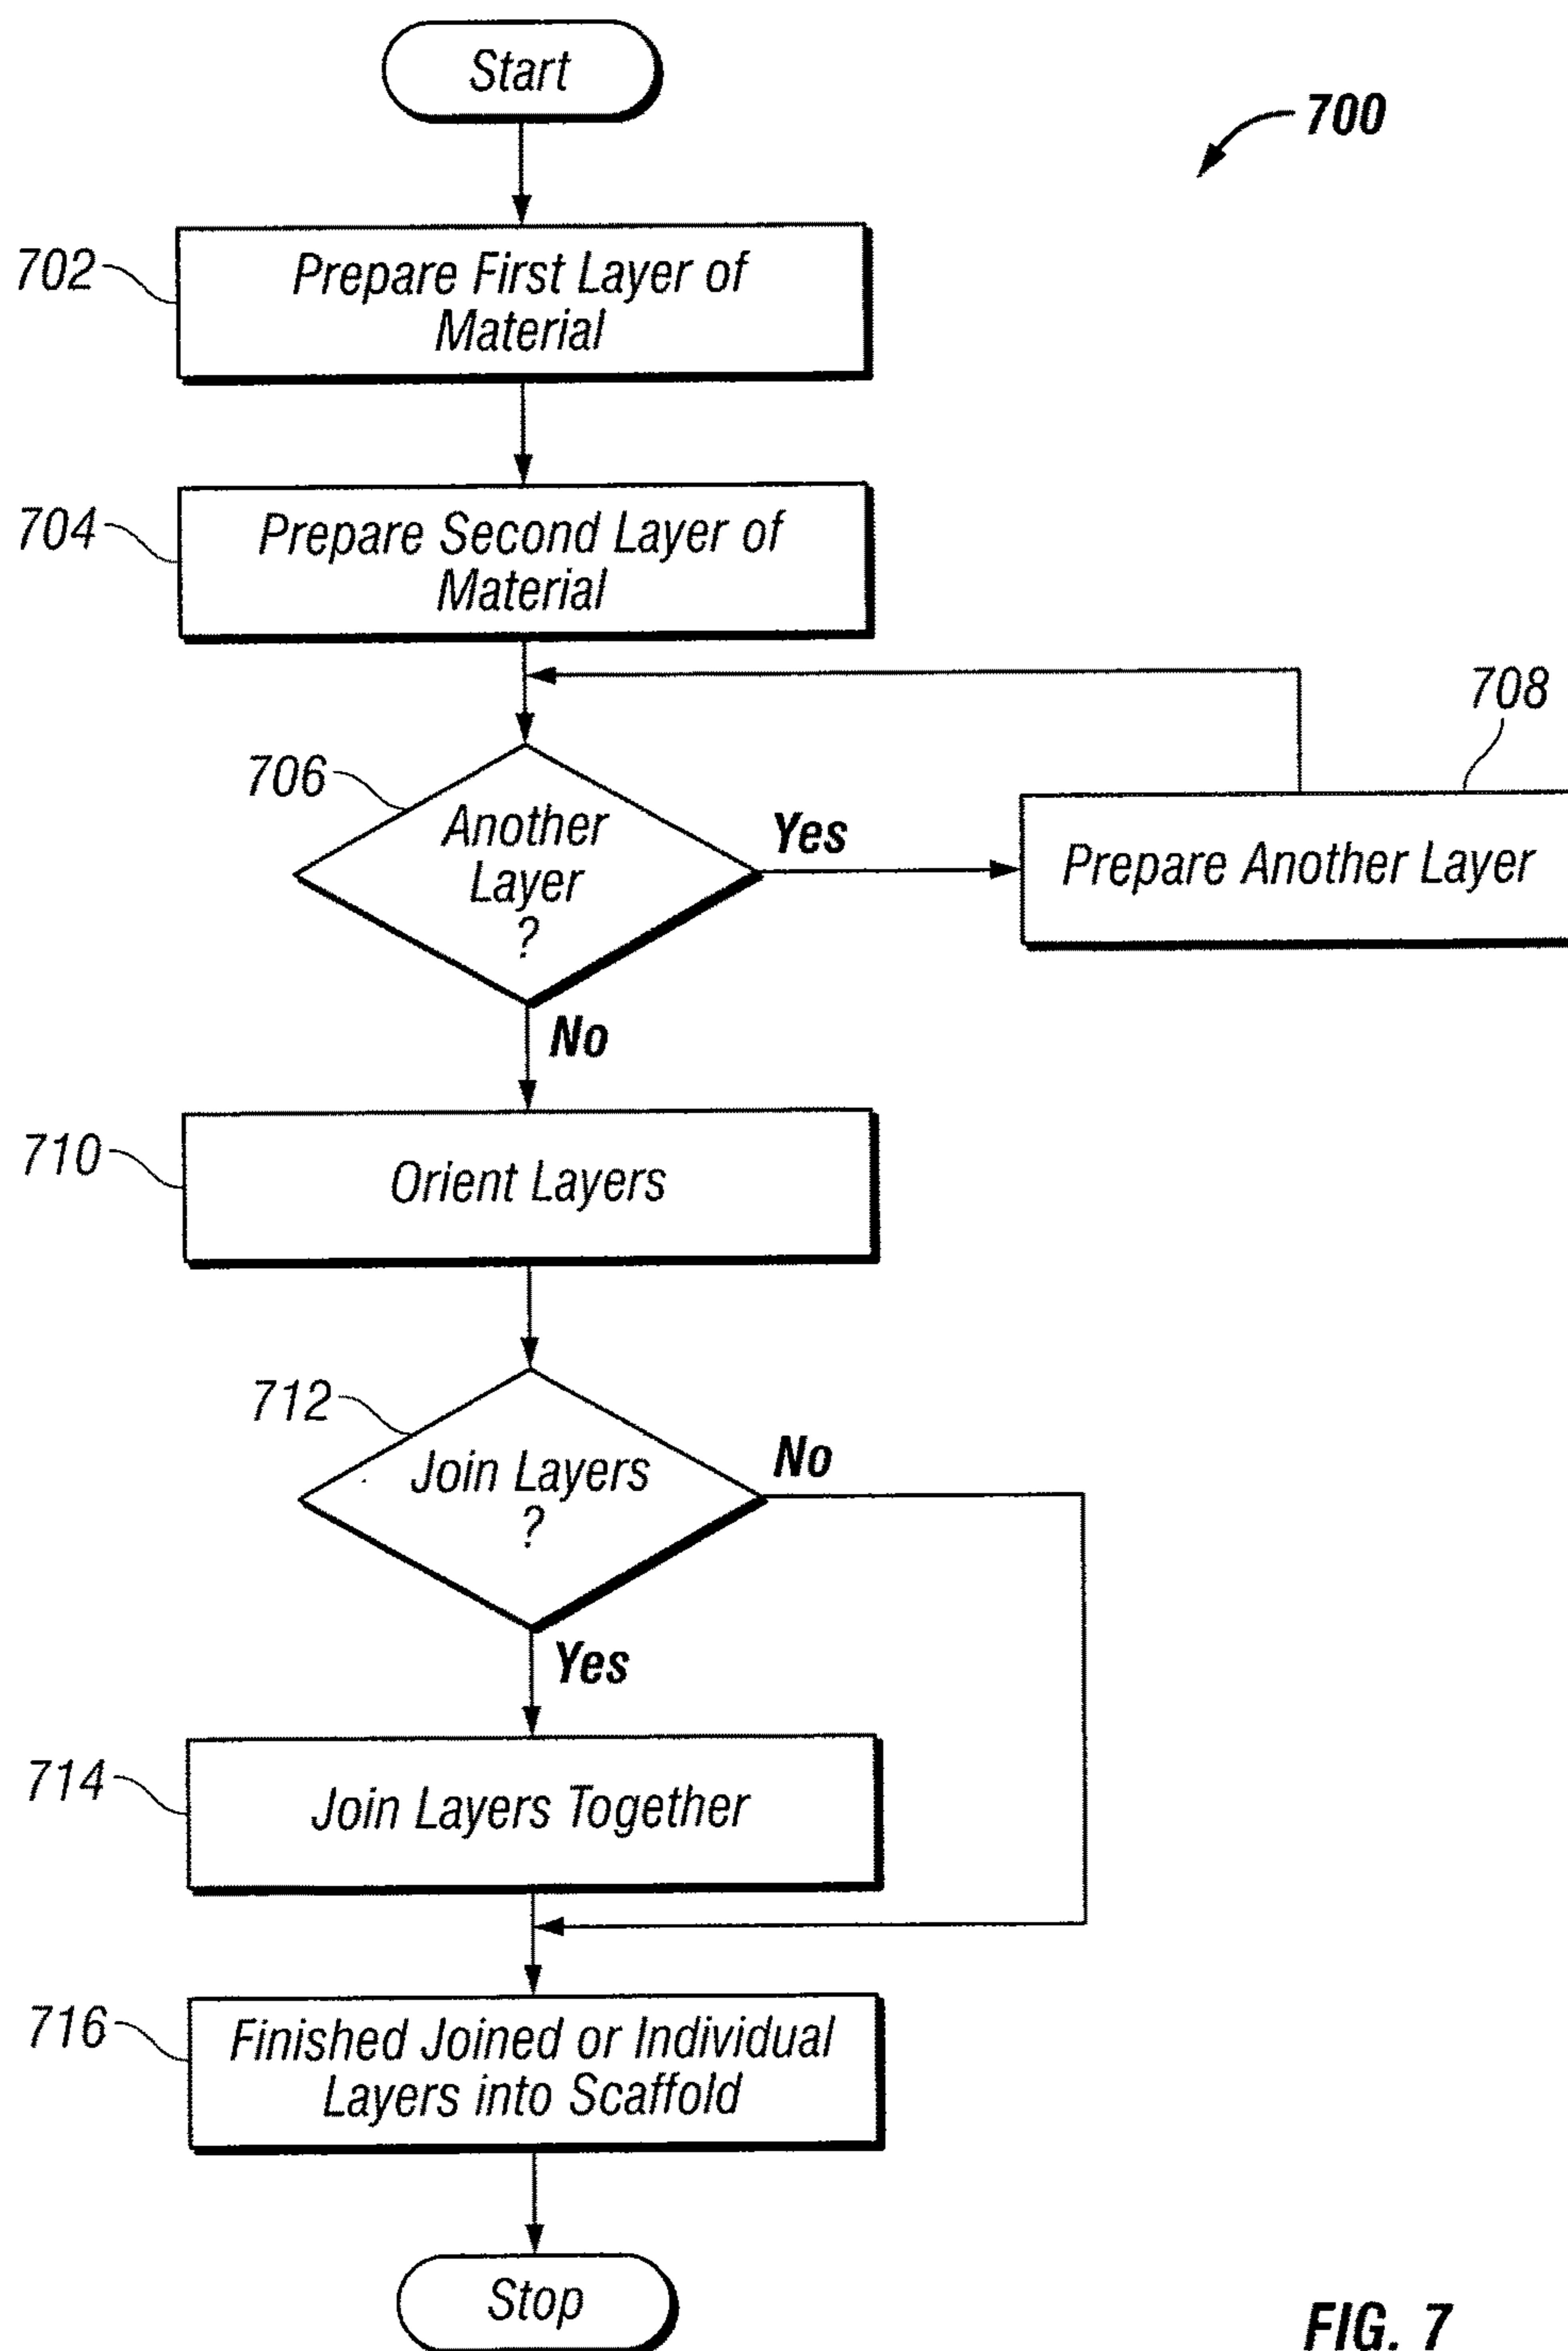 Start
700
702
Prepare First Layer of
Material
704
Prepare Second Layer of
Material
708
706
Another
Layer
?
Yes
Prepare Another Layer
No
710
Orient Layers
712
Join Layers
?
No
Yes
714
Join Layers Together
716
Finished Joined or Individual
Layers into Scaffold
Stop
FIG. 7